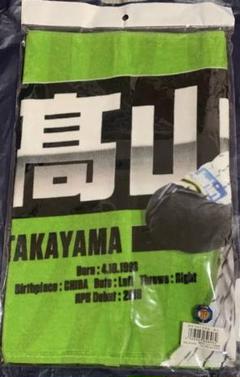 髙山
TAKAYAMA
Born : 4.18.1993
Birthplace : CHIBA Bats : Left Throws : Right
NPB Debut : 2016